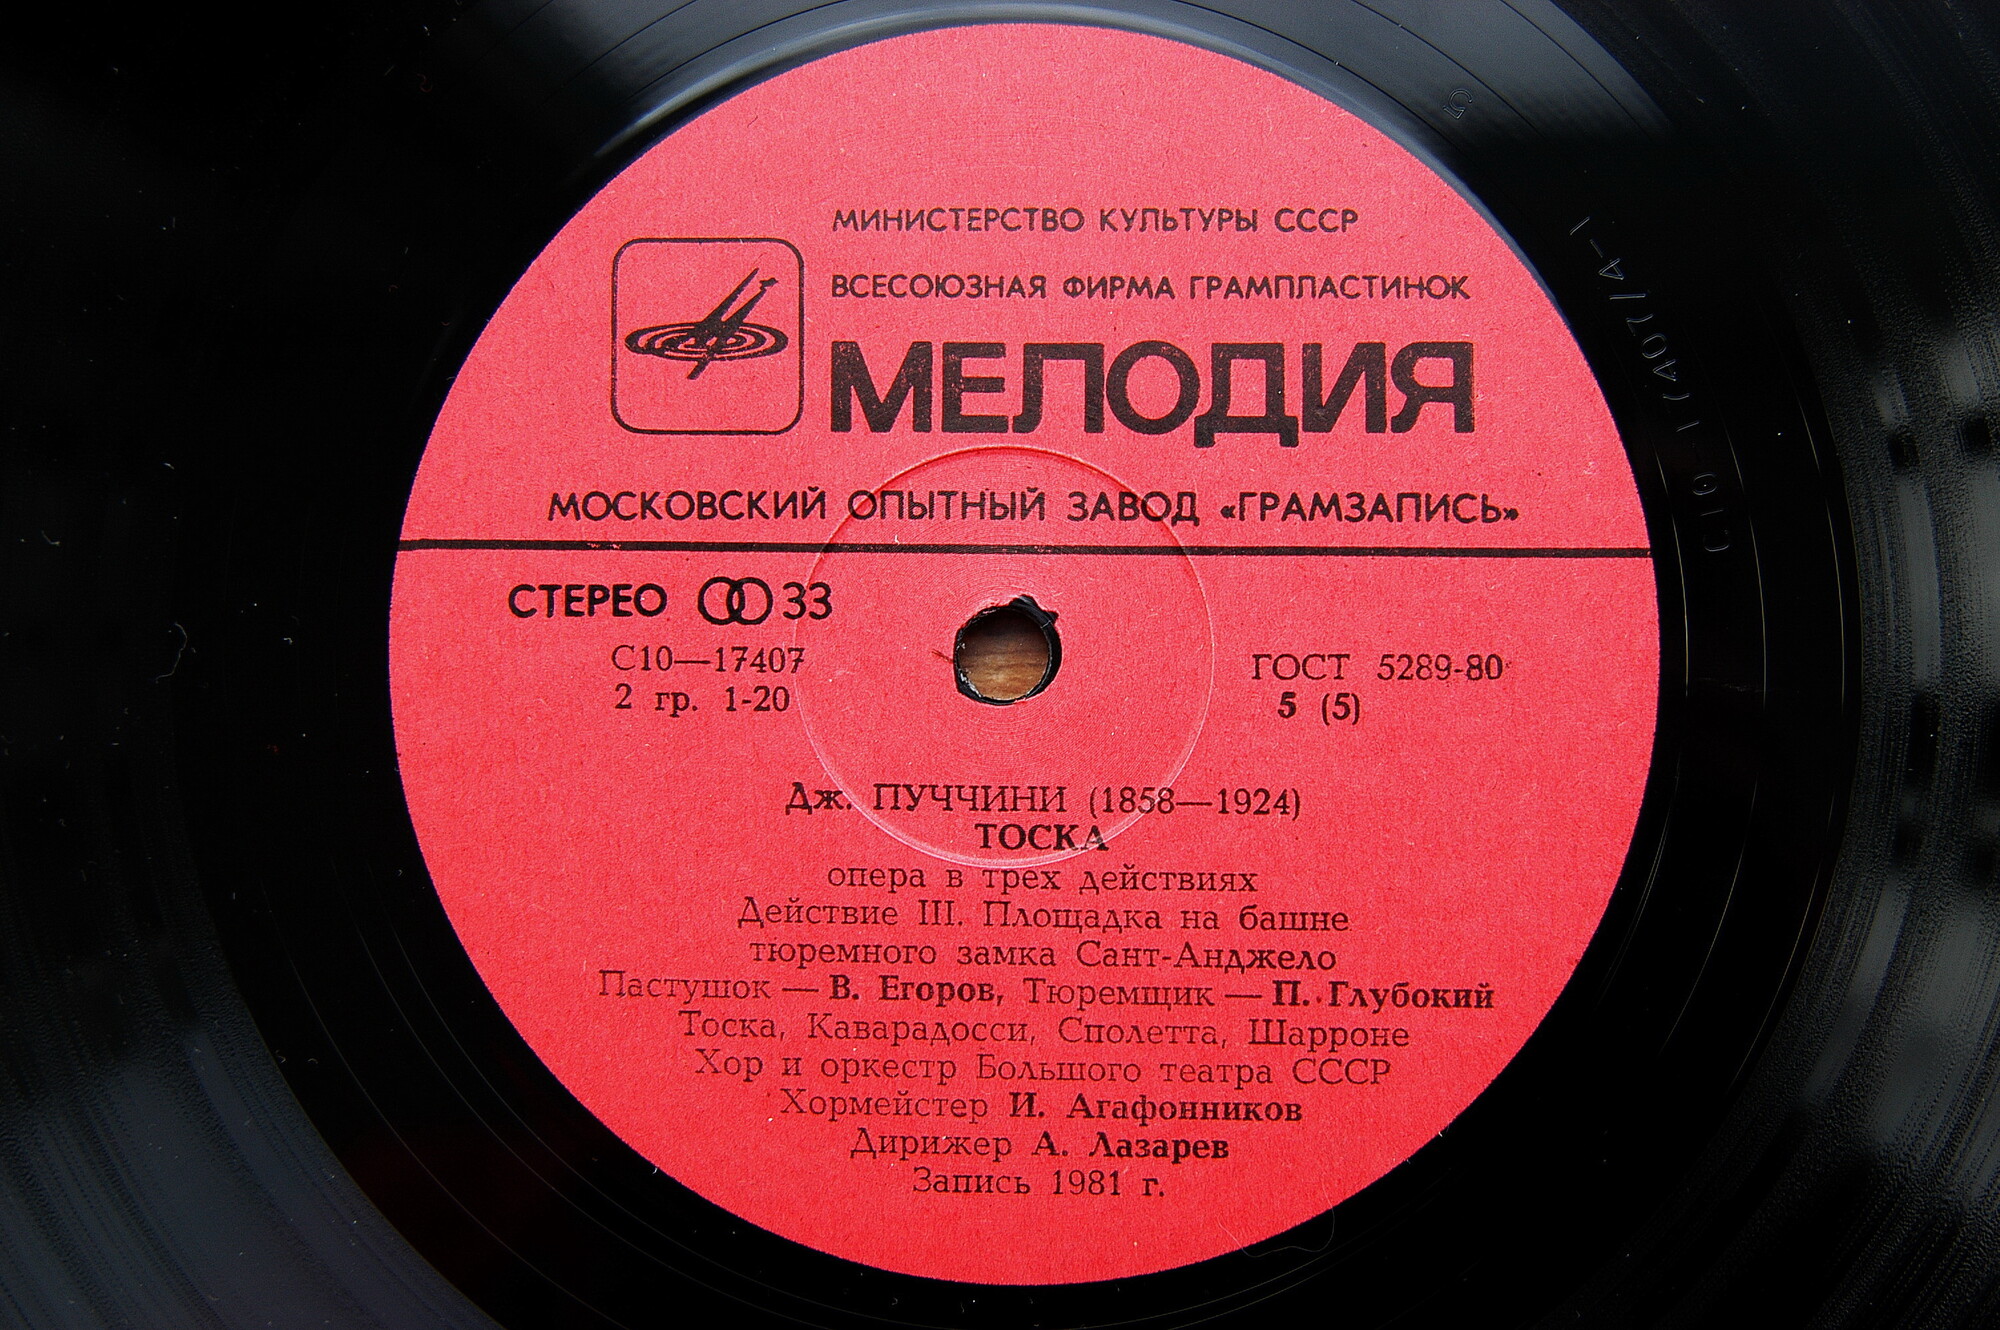 МИНИСТЕРСТВО КУЛЬТУРЫ СССР
ВСЕСОЮЗНАЯ ФИРМА ГРАМПЛАСТИНОК
МЕЛОДИЯ
МОСКОВСКИЙ ОПЫТНЫЙ ЗАВОД «ГРАМЗАПИСЬ»
СТЕРЕО 33
С10—17407
2 гр. 1-20
ГОСТ 5289-80
5 (5)
Дж. ПУЧЧИНИ (1858—1924)
ТОСКА
опера в трех действиях
Действие III. Площадка на башне
тюремного замка Сант-Анджело
Пастушок — В. Егоров, Тюремщик — П. Глубокий
Тоска, Каварадосси, Сполетта, Шарроне
Хор и оркестр Большого театра СССР
Хормейстер И. Агафонников
Дирижер А. Лазарев
Запись 1981 г.
5